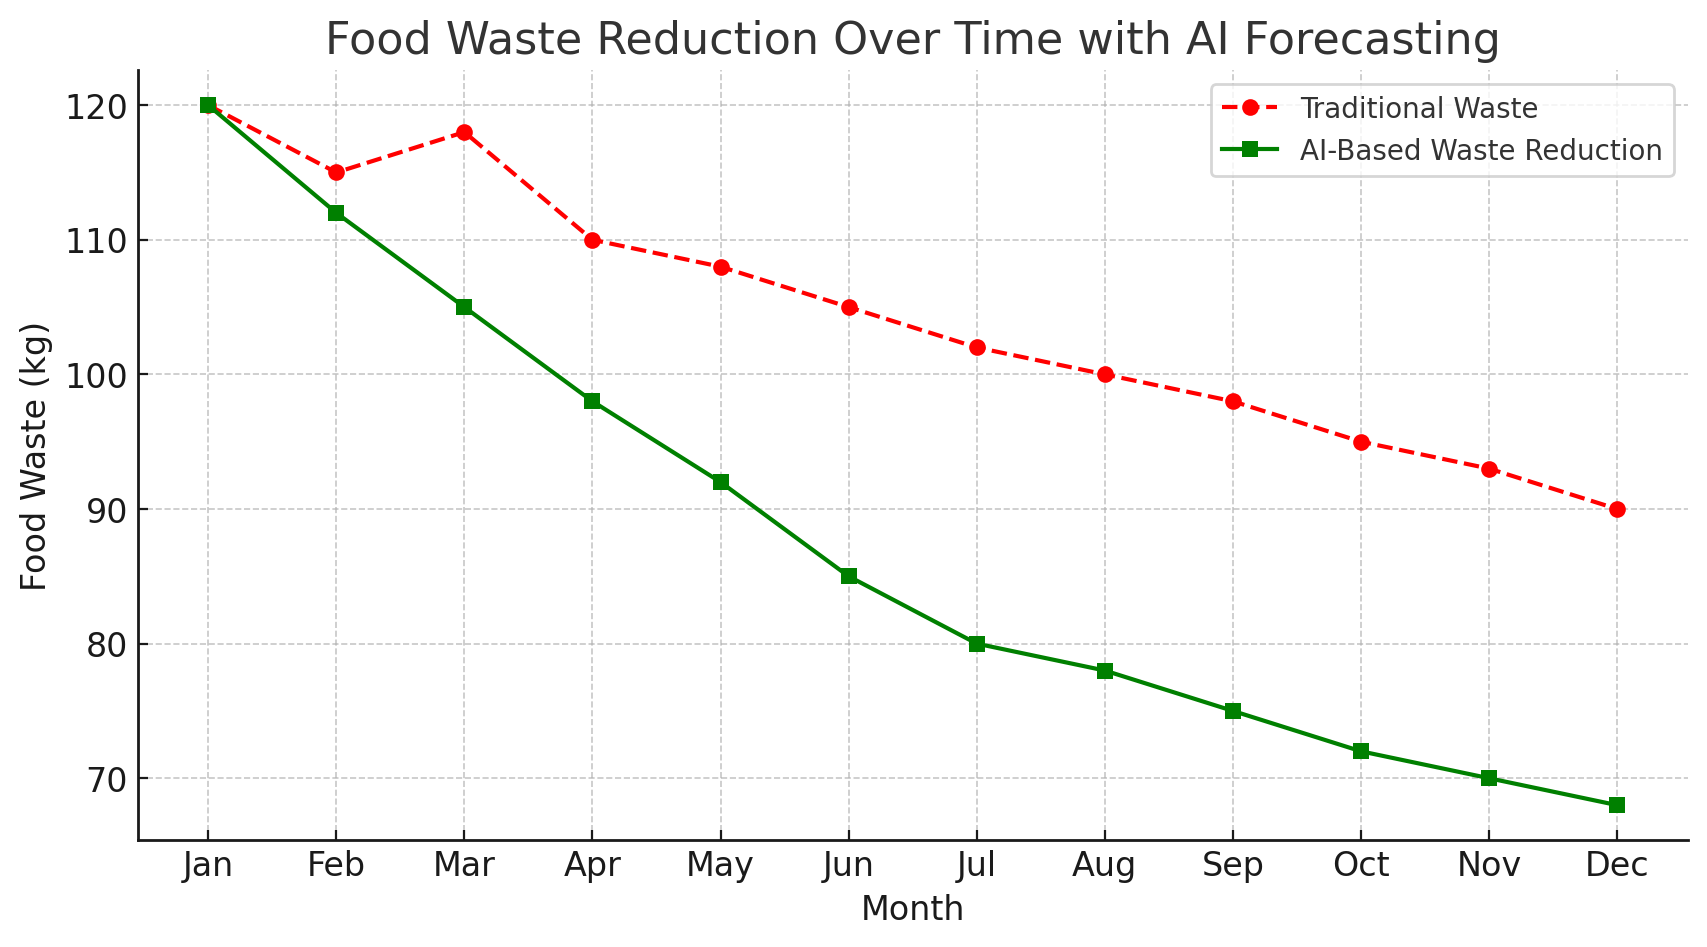 Food Waste Reduction Over Time with AI Forecasting
Traditional Waste
AI-Based Waste Reduction
Food Waste (kg)
120
110
100
90
80
70
Jan Feb Mar Apr May Jun Jul Aug Sep Oct Nov Dec
Month